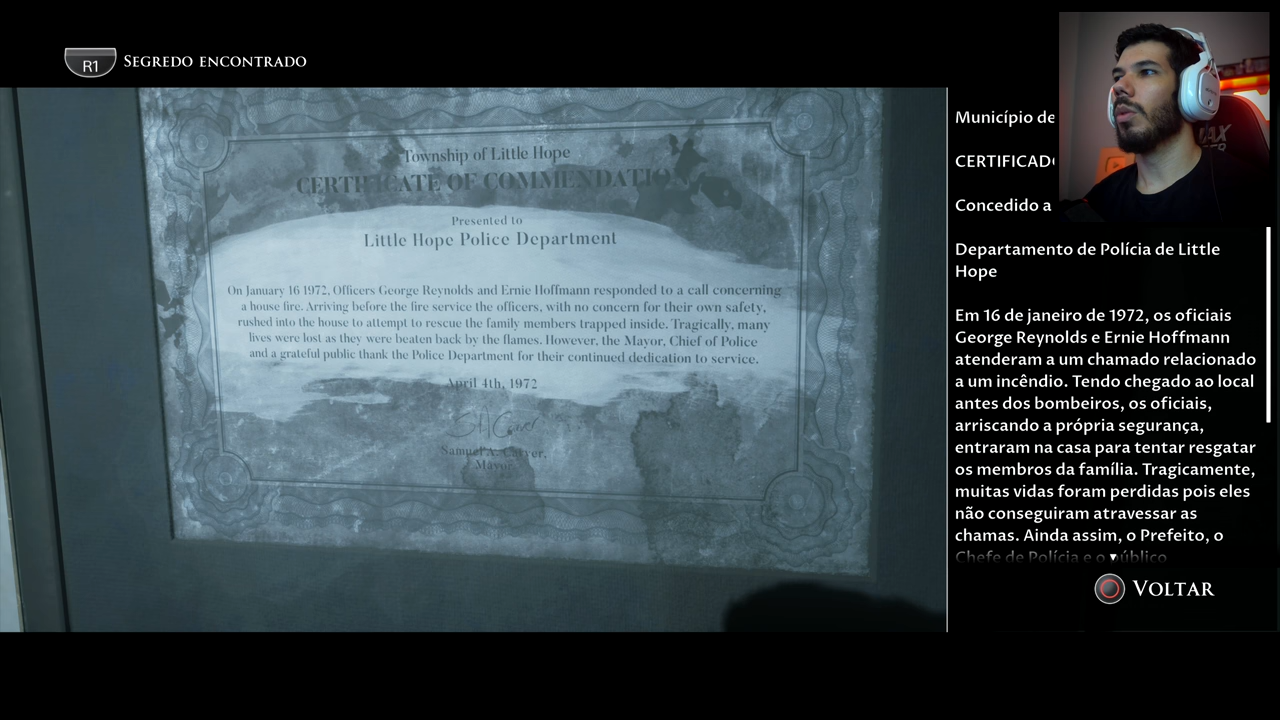 R1 SEGREDO ENCONTRADO
Township of Little Hope
CERTIFICATE OF COMMENDATION
Presented to
Little Hope Police Department
On January 16 1972, Officers George Reynolds and Ernie Hoffmann responded to a call concerning
a house fire. Arriving before the fire service the officers, with no concern for their own safety,
rushed into the house to attempt to rescue the family members trapped inside. Tragically, many
lives were lost as they were beaten back by the flames. However, the Mayor, Chief of Police
and a grateful public thank the Police Department for their continued dedication to service.
April 4th, 1972
Samuel A. Carver,
Mayor
Município de
CERTIFICADO
Concedido a
Departamento de Polícia de Little
Hope
Em 16 de janeiro de 1972, os oficiais
George Reynolds e Ernie Hoffmann
atenderam a um chamado relacionado
a um incêndio. Tendo chegado ao local
antes dos bombeiros, os oficiais,
arriscando a própria segurança,
entraram na casa para tentar resgatar
os membros da família. Tragicamente,
muitas vidas foram perdidas pois eles
não conseguiram atravessar as
chamas. Ainda assim, o Prefeito, o
Chefe de Polícia e o público
VOLTAR